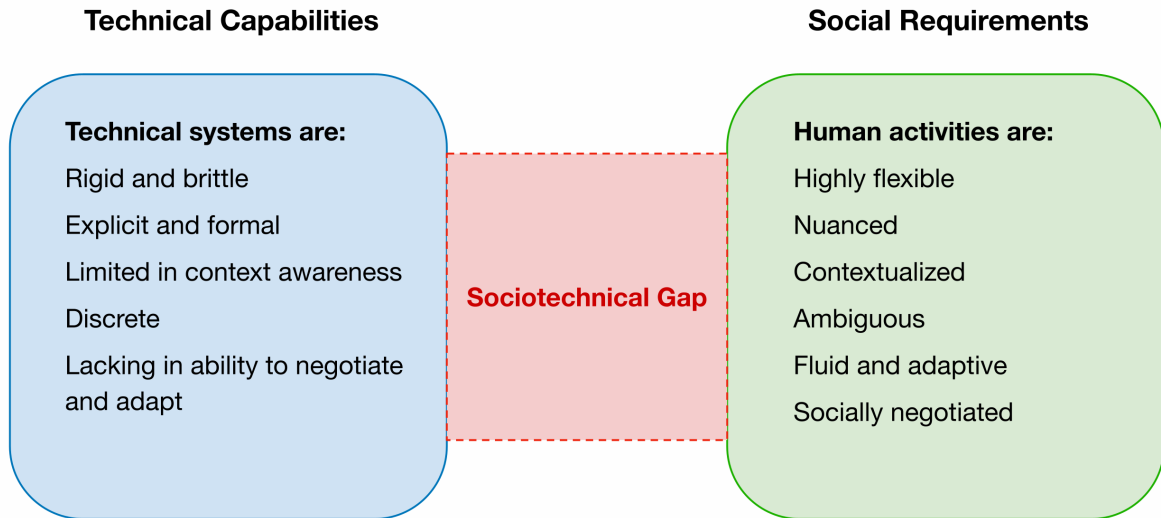 Technical Capabilities
Social Requirements
Technical systems are:
Rigid and brittle
Explicit and formal
Limited in context awareness
Discrete
Lacking in ability to negotiate
and adapt
Sociotechnical Gap
Human activities are:
Highly flexible
Nuanced
Contextualized
Ambiguous
Fluid and adaptive
Socially negotiated